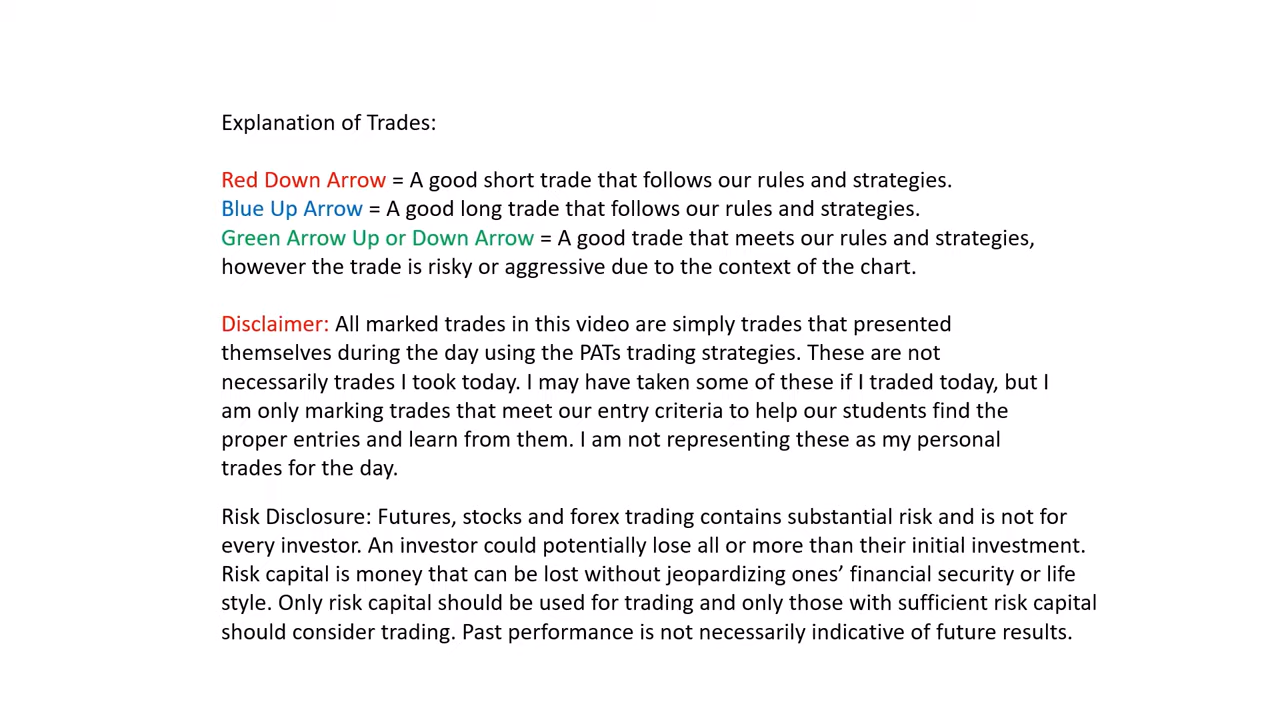 Explanation of Trades:
Red Down Arrow = A good short trade that follows our rules and strategies.
Blue Up Arrow = A good long trade that follows our rules and strategies.
Green Arrow Up or Down Arrow = A good trade that meets our rules and strategies,
however the trade is risky or aggressive due to the context of the chart.
Disclaimer: All marked trades in this video are simply trades that presented
themselves during the day using the PATs trading strategies. These are not
necessarily trades I took today. I may have taken some of these if I traded today, but I
am only marking trades that meet our entry criteria to help our students find the
proper entries and learn from them. I am not representing these as my personal
trades for the day.
Risk Disclosure: Futures, stocks and forex trading contains substantial risk and is not for
every investor. An investor could potentially lose all or more than their initial investment.
Risk capital is money that can be lost without jeopardizing ones’ financial security or life
style. Only risk capital should be used for trading and only those with sufficient risk capital
should consider trading. Past performance is not necessarily indicative of future results.